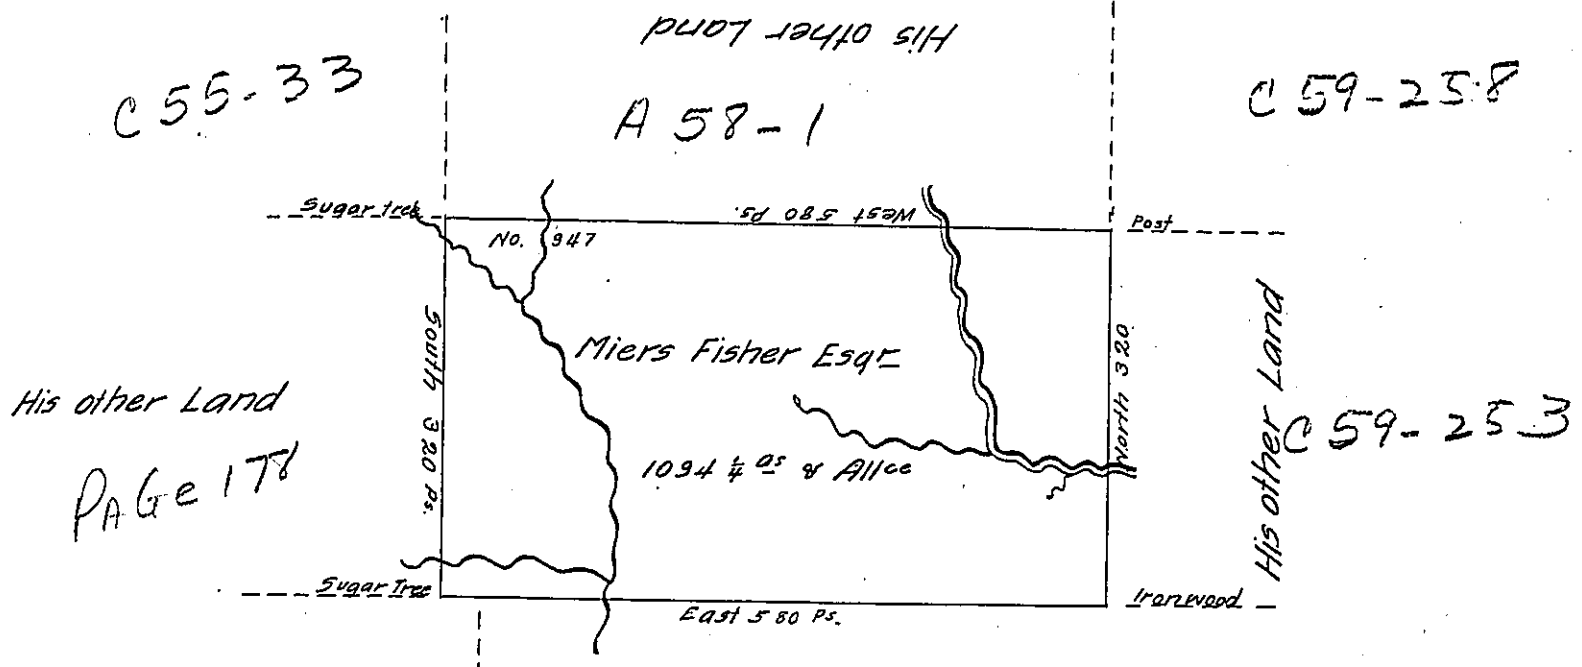 His other Land
C 55-33
A 58-1
C 59-258
Sugar tree
West 580 Ps.
Post
No. 947
South 320 Ps.
Miers Fisher Esqr
North 320
His other Land
His other Land
C 59-253
1094 ¼ as & Allce
PAGe 178
Sugar Tree
East 580 Ps.
Ironwood